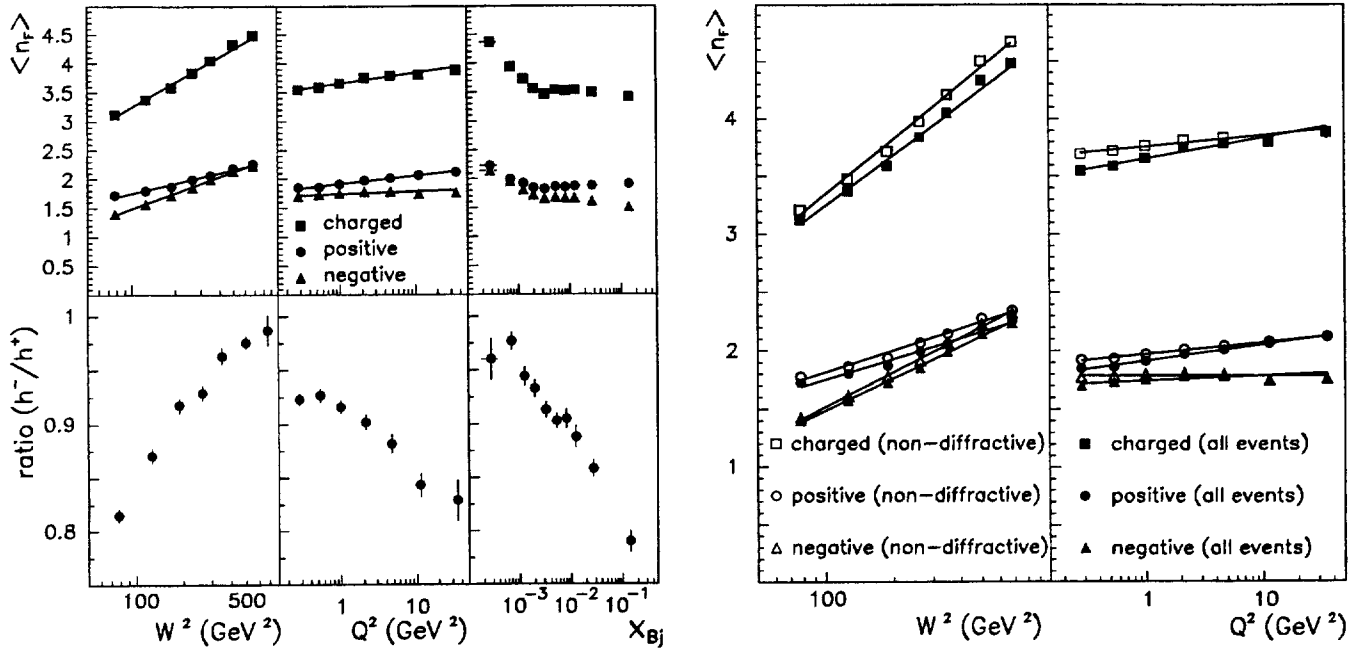 <n_F>
4.5
4
3.5
3
2.5
2
1.5
1
0.5
■ charged
● positive
▲ negative
ratio (h⁻/h⁺)
1
0.9
0.8
100 500
W² (GeV²)
1 10
Q² (GeV²)
10⁻³ 10⁻² 10⁻¹
X_Bj
<n_F>
4
3
2
1
□ charged (non-diffractive)
○ positive (non-diffractive)
△ negative (non-diffractive)
■ charged (all events)
● positive (all events)
▲ negative (all events)
100
W² (GeV²)
1 10
Q² (GeV²)